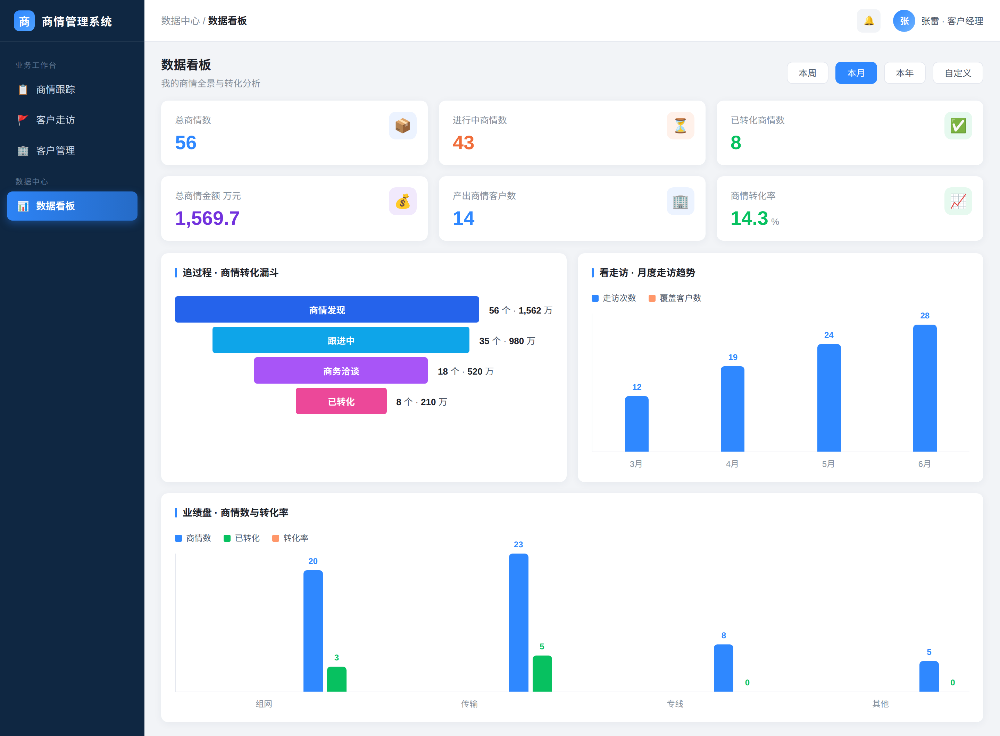 商 商情管理系统
业务工作台
商情跟踪
客户走访
客户管理
数据中心
数据看板
数据中心 / 数据看板
张 张雷 · 客户经理
数据看板
我的商情全景与转化分析
本周 本月 本年 自定义
总商情数
56
进行中商情数
43
已转化商情数
8
总商情金额 万元
1,569.7
产出商情客户数
14
商情转化率
14.3 %
追过程 · 商情转化漏斗
商情发现 56 个 · 1,562 万
跟进中 35 个 · 980 万
商务洽谈 18 个 · 520 万
已转化 8 个 · 210 万
看走访 · 月度走访趋势
走访次数 覆盖客户数
12 19 24 28
3月 4月 5月 6月
业绩盘 · 商情数与转化率
商情数 已转化 转化率
20 3 23 5 8 0 5 0
组网 传输 专线 其他